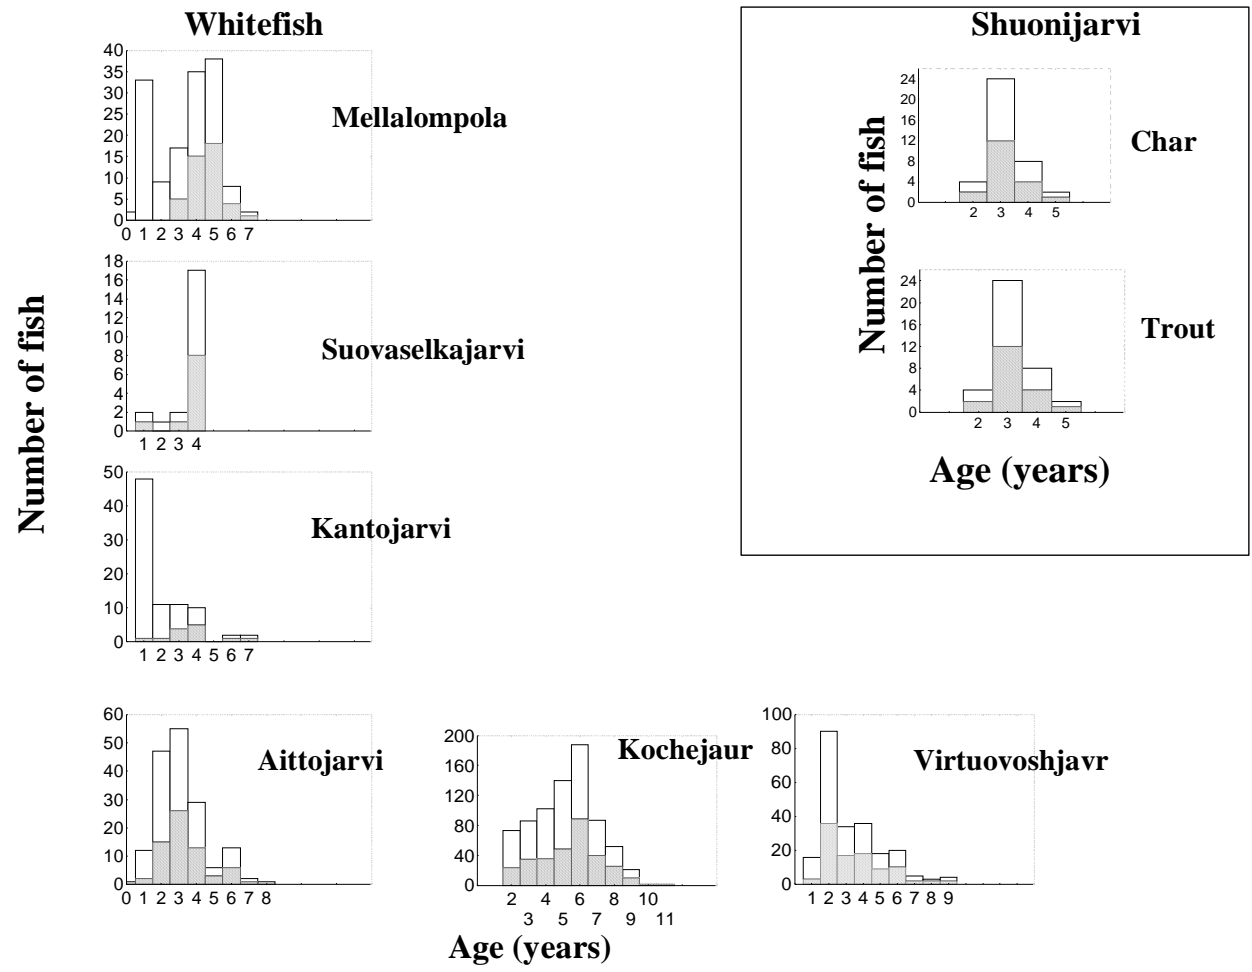 Whitefish
Number of fish
40
35
30
25
20
15
10
5
0
Mellalompola
0 1 2 3 4 5 6 7
18
16
14
12
10
8
6
4
2
0
Suovaselkajarvi
1 2 3 4
50
40
30
20
10
0
Kantojarvi
1 2 3 4 5 6 7
60
50
40
30
20
10
0
Aittojarvi
0 1 2 3 4 5 6 7 8
200
160
120
80
40
0
Kochejaur
2 4 6 8 10
3 5 7 9 11
Age (years)
100
80
60
40
20
0
Virtuovoshjavr
1 2 3 4 5 6 7 8 9
Shuonijarvi
Number of fish
24
20
16
12
8
4
0
Char
2 3 4 5
24
20
16
12
8
4
0
Trout
2 3 4 5
Age (years)